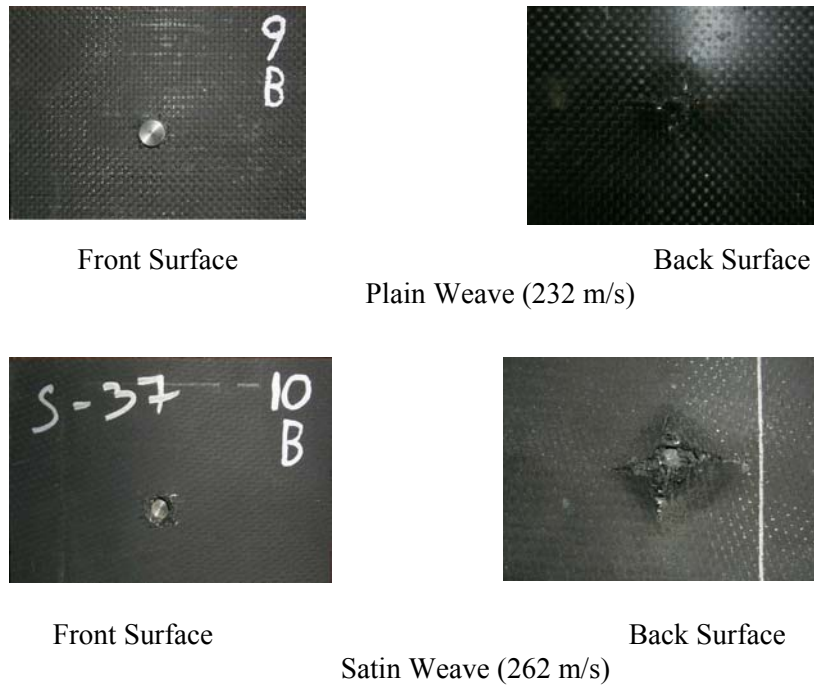 9
B
Front Surface
Back Surface
Plain Weave (232 m/s)
S-37
10
B
Front Surface
Back Surface
Satin Weave (262 m/s)